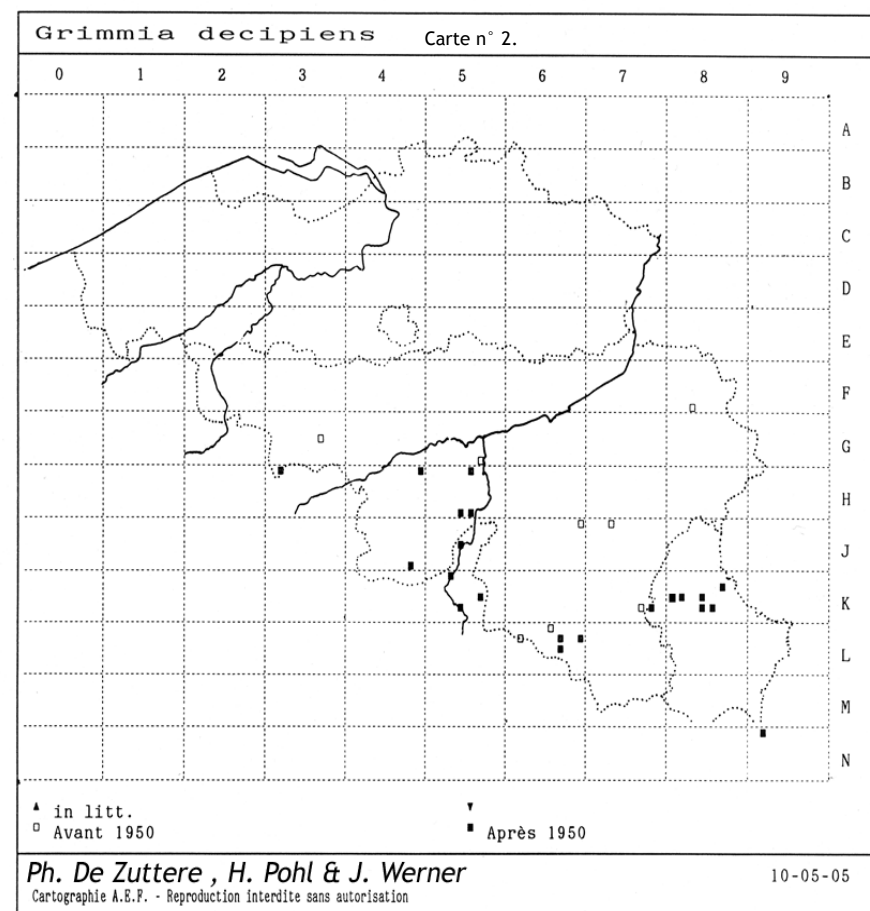 Grimmia decipiens Carte n° 2.
0 1 2 3 4 5 6 7 8 9
A
B
C
D
E
F
G
H
J
K
L
M
N
in litt.
Avant 1950 Après 1950
Ph. De Zuttere , H. Pohl & J. Werner 10-05-05
Cartographie A.E.F. - Reproduction interdite sans autorisation